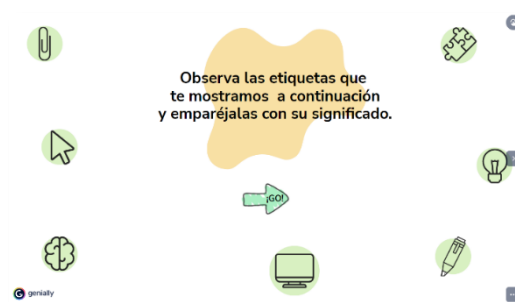 Observa las etiquetas que
te mostramos a continuación
y emparéjalas con su significado.
¡GO!
genially